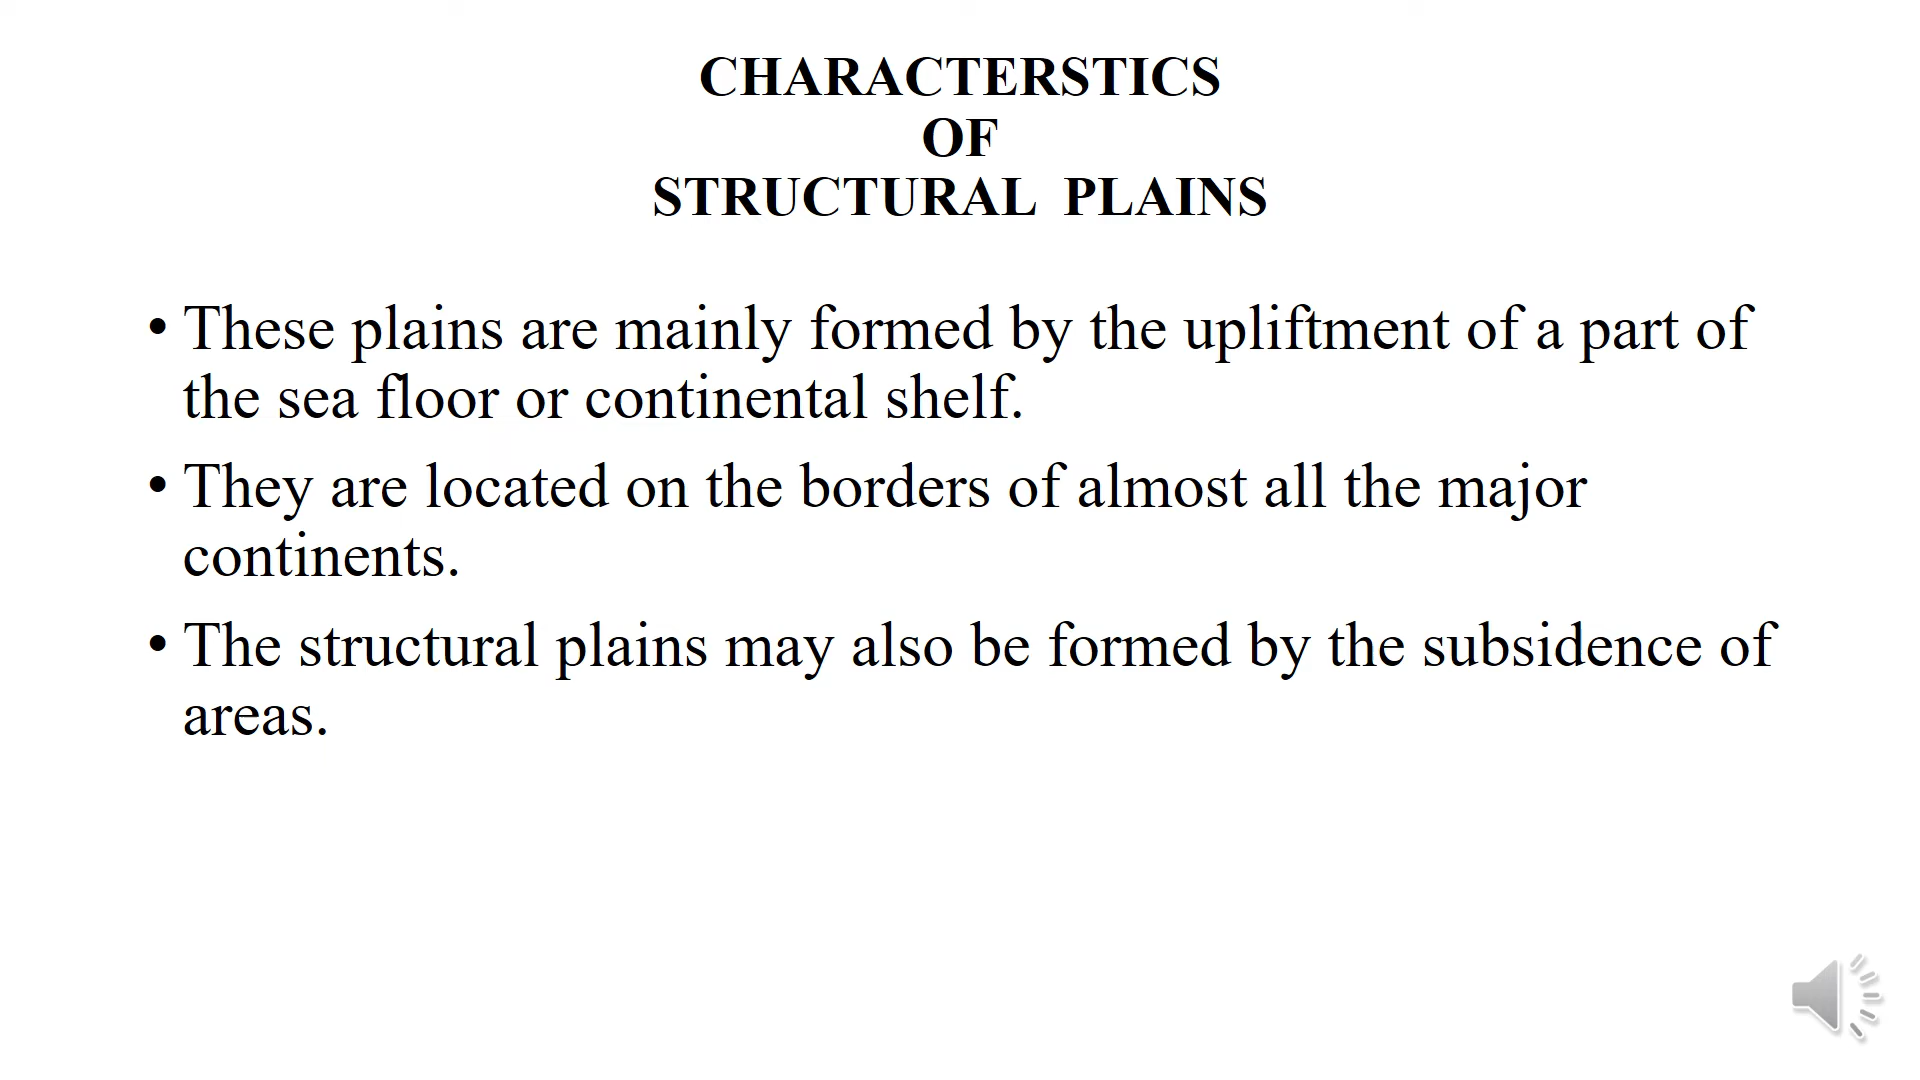 CHARACTERSTICS
OF
STRUCTURAL PLAINS
• These plains are mainly formed by the upliftment of a part of
the sea floor or continental shelf.
• They are located on the borders of almost all the major
continents.
• The structural plains may also be formed by the subsidence of
areas.